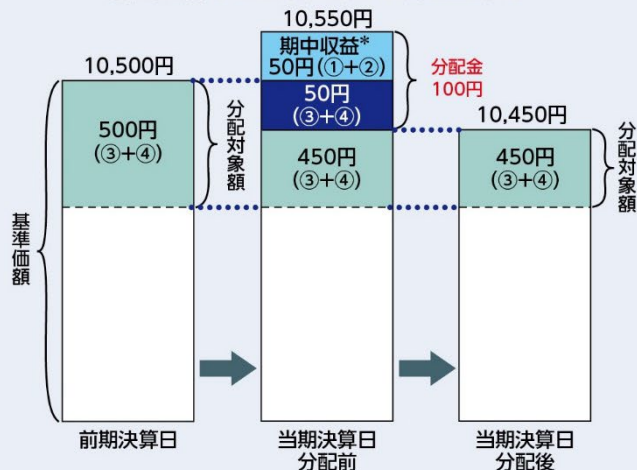 10,500円
500円
(③+④)
分配対象額
基準価額
前期決算日
10,550円
期中収益*
50円(①+②)
50円
(③+④)
450円
(③+④)
分配金
100円
当期決算日
分配前
10,450円
450円
(③+④)
分配対象額
当期決算日
分配後